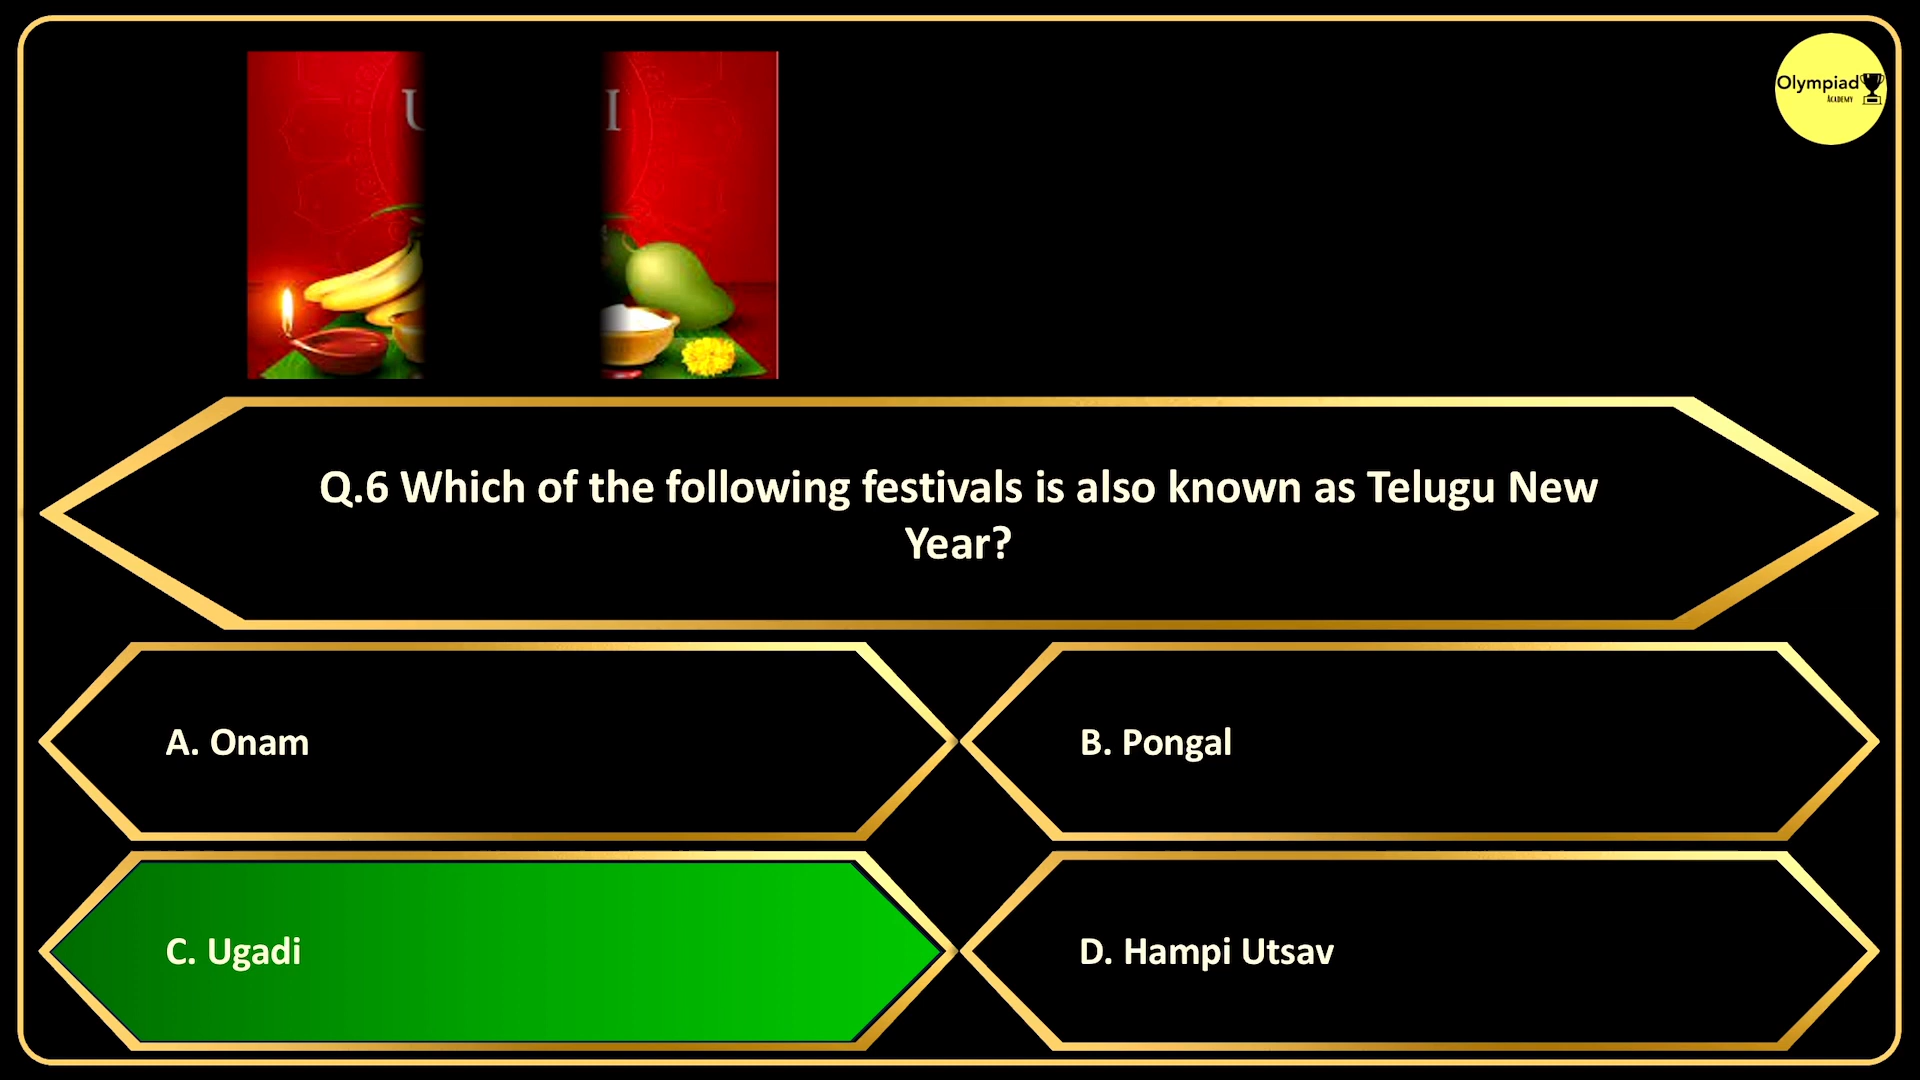 Olympiad
ACADEMY
Q.6 Which of the following festivals is also known as Telugu New
Year?
A. Onam
B. Pongal
C. Ugadi
D. Hampi Utsav